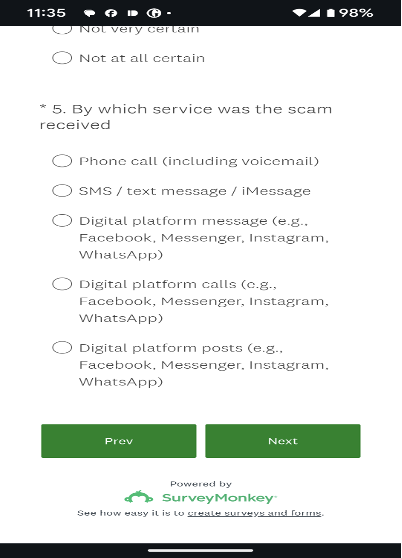 11:35
98%
Not very certain
Not at all certain
* 5. By which service was the scam
received
Phone call (including voicemail)
SMS / text message / iMessage
Digital platform message (e.g.,
Facebook, Messenger, Instagram,
WhatsApp)
Digital platform calls (e.g.,
Facebook, Messenger, Instagram,
WhatsApp)
Digital platform posts (e.g.,
Facebook, Messenger, Instagram,
WhatsApp)
Prev Next
Powered by
SurveyMonkey
See how easy it is to create surveys and forms.